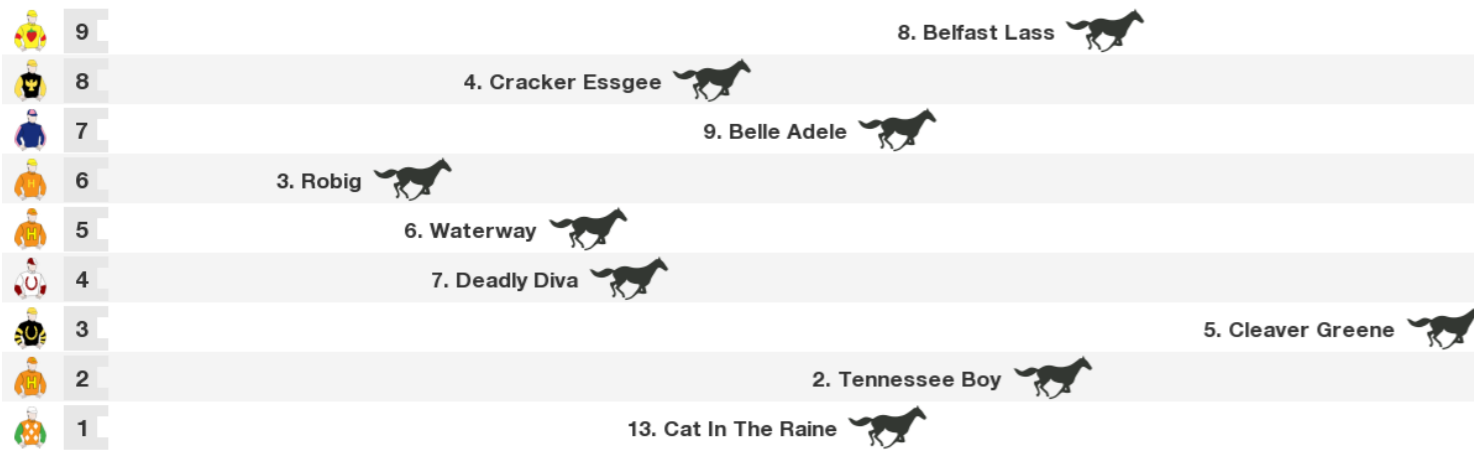 9 8. Belfast Lass
8 4. Cracker Essgee
7 9. Belle Adele
6 3. Robig
5 6. Waterway
4 7. Deadly Diva
3 5. Cleaver Greene
2 2. Tennessee Boy
1 13. Cat In The Raine